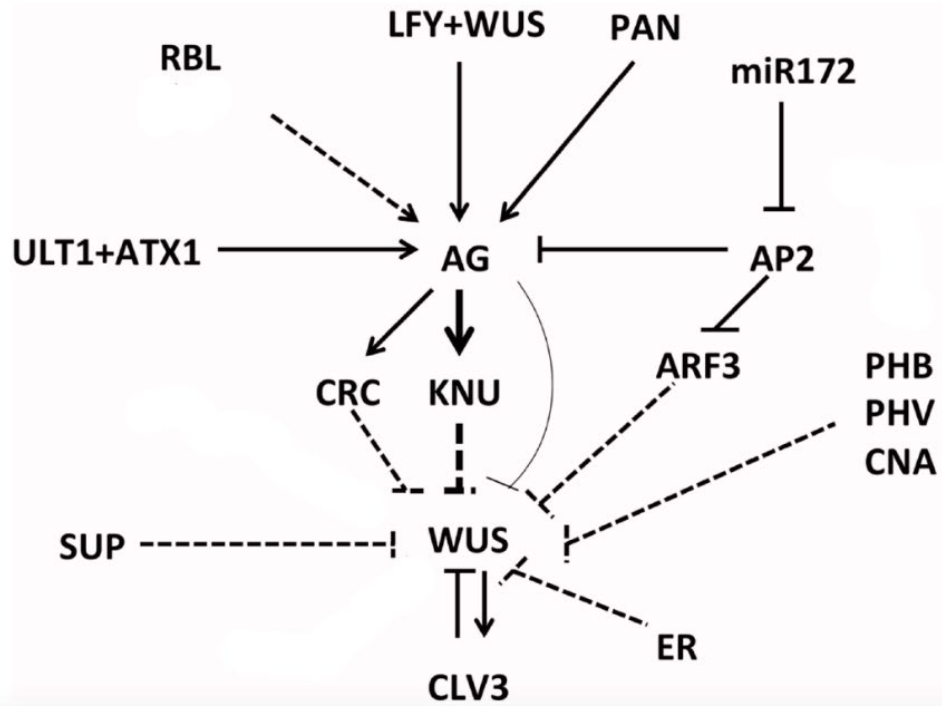 LFY+WUS
PAN
RBL
miR172
ULT1+ATX1
AG
AP2
ARF3
PHB
CRC
KNU
PHV
CNA
SUP
WUS
ER
CLV3